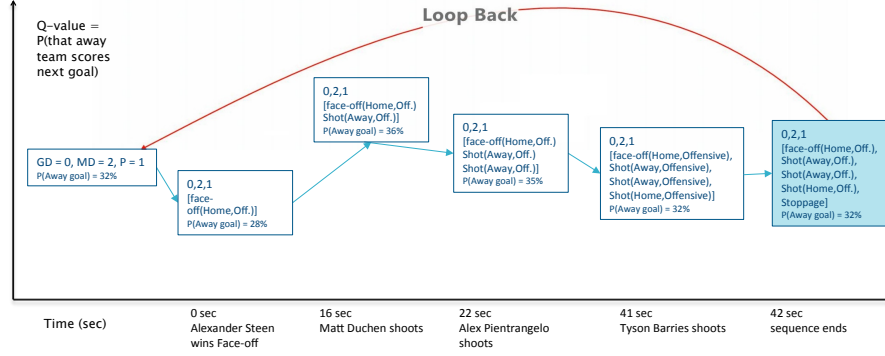 Loop Back
Q-value =
P(that away
team scores
next goal)
GD = 0, MD = 2, P = 1
P(Away goal) = 32%
0,2,1
[face-
off(Home,Off.)]
P(Away goal) = 28%
0,2,1
[face-off(Home,Off.)
Shot(Away,Off.)]
P(Away goal) = 36%
0,2,1
[face-off(Home,Off.)
Shot(Away,Off.)
Shot(Away,Off.)]
P(Away goal) = 35%
0,2,1
[face-off(Home,Offensive),
Shot(Away,Offensive),
Shot(Away,Offensive),
Shot(Home,Offensive)]
P(Away goal) = 32%
0,2,1
[face-off(Home,Off.),
Shot(Away,Off.),
Shot(Away,Off.),
Shot(Home,Off.),
Stoppage]
P(Away goal) = 32%
Time (sec)
0 sec
Alexander Steen
wins Face-off
16 sec
Matt Duchen shoots
22 sec
Alex Pientrangelo
shoots
41 sec
Tyson Barries shoots
42 sec
sequence ends